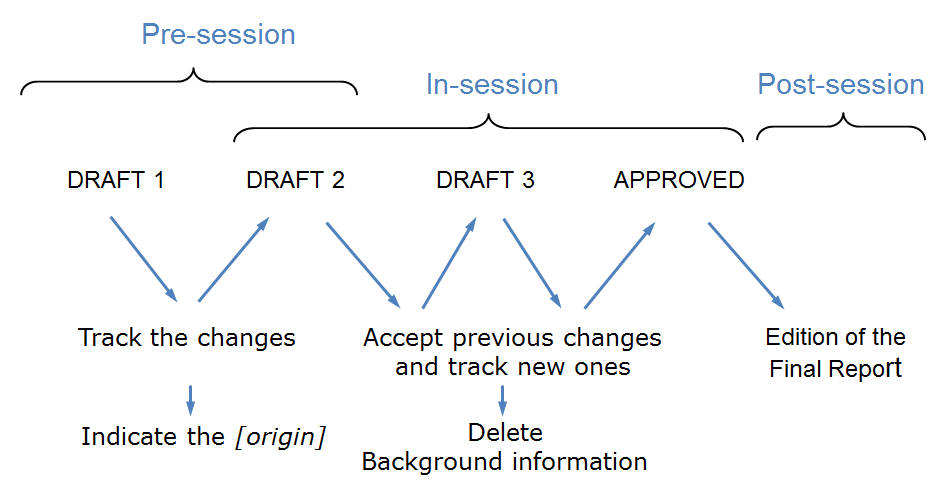 Pre-session
In-session
Post-session
DRAFT 1
DRAFT 2
DRAFT 3
APPROVED
Track the changes
Accept previous changes
and track new ones
Edition of the
Final Report
Indicate the [origin]
Delete
Background information